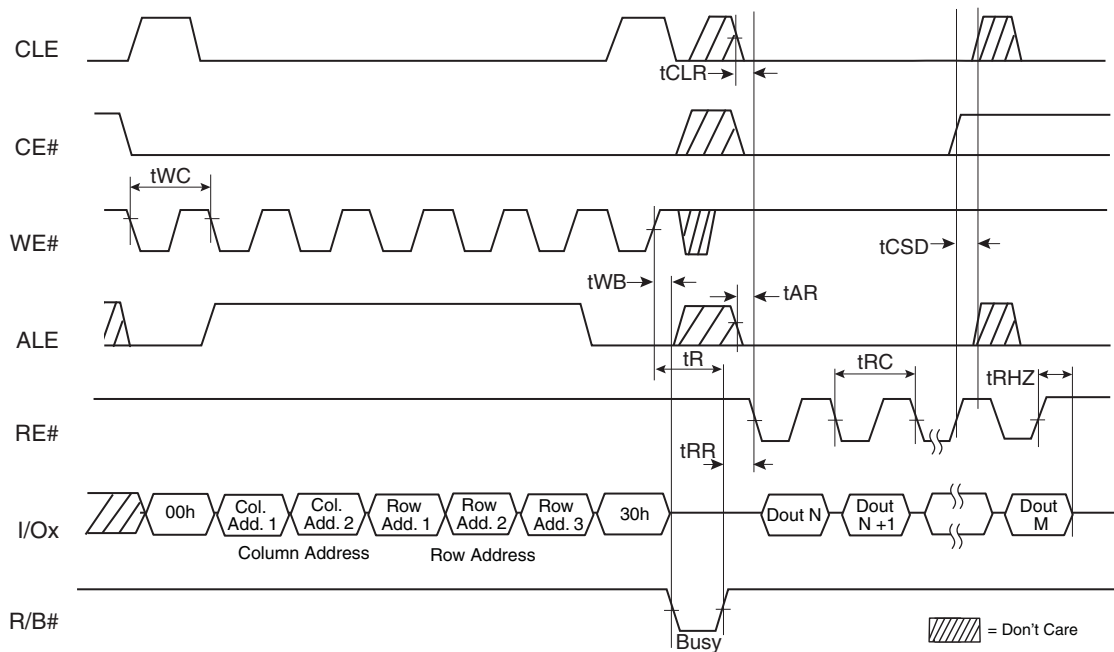 CLE
tCLR
CE#
tWC
WE#
tCSD
tWB
tAR
ALE
tR
tRC
tRHZ
RE#
tRR
I/Ox
00h
Col.
Add. 1
Col.
Add. 2
Row
Add. 1
Row
Add. 2
Row
Add. 3
30h
Dout N
Dout
N +1
Dout
M
Column Address
Row Address
R/B#
Busy
= Don't Care